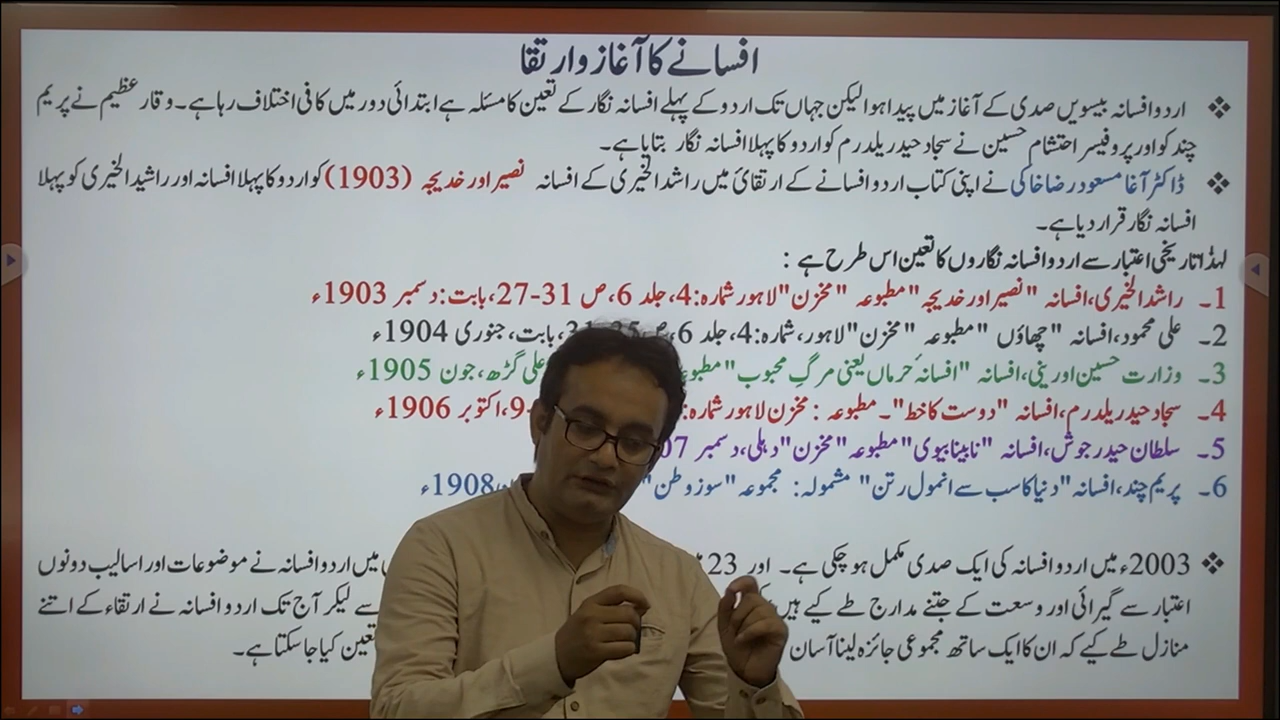 افسانے کا آغاز و ارتقا
❖ اردو افسانہ بیسویں صدی کے آغاز میں پیدا ہوا لیکن جہاں تک اردو کے پہلے افسانہ نگار کے تعین کا مسئلہ ہے ابتدائی دور میں کافی اختلاف رہا ہے۔ وقار عظیم نے پریم
چند کو اور پروفیسر احتشام حسین نے سجاد حیدر یلدرم کو اردو کا پہلا افسانہ نگار بتایا ہے۔
❖ ڈاکٹر آغا مسعود رضا خاکی نے اپنی کتاب اردو افسانے کے ارتقائ میں راشد الخیری کے افسانہ نصیر اور خدیجہ (1903) کو اردو کا پہلا افسانہ اور راشید الخیری کو پہلا
افسانہ نگار قرار دیا ہے۔
لہذٰا تاریخی اعتبار سے اردو افسانہ نگاروں کا تعین اس طرح ہے :
1۔ راشد الخیری، افسانہ "نصیر اور خدیجہ" مطبوعہ "مخزن" لاہور شمارہ:4، جلد 6، ص 31-27، بابت: دسمبر 1903ء
2۔ علی محمود، افسانہ "چھاؤں" مطبوعہ "مخزن" لاہور، شمارہ:4، جلد 6، بابت، جنوری 1904ء
3۔ وزارت حسین اورینی، افسانہ "افسانۂ حرماں یعنی مرگِ محبوب" علی گڑھ، جون 1905ء
4۔ سجاد حیدر یلدرم، افسانہ "دوست کا خط"۔ مطبوعہ : مخزن لاہور شمارہ: 9، اکتوبر 1906ء
5۔ سلطان حیدر جوش، افسانہ "نابینا بیوی" مطبوعہ "مخزن" دہلی، دسمبر 07
6۔ پریم چند، افسانہ "دنیا کا سب سے انمول رتن" مشمولہ: مجموعہ "سوز وطن" 1908ء
❖ 2003ء میں اردو افسانہ کی ایک صدی مکمل ہو چکی ہے۔ اور 23 میں اردو افسانہ نے موضوعات اور اسالیب دونوں
اعتبار سے گیرائی اور وسعت کے جتنے مدارج طے کیے ہیں سے لیکر آج تک اردو افسانہ نے ارتقاء کے اتنے
منازل طے کیے کہ ان کا ایک ساتھ مجموعی جائزہ لینا آسان تعین کیا جا سکتا ہے۔